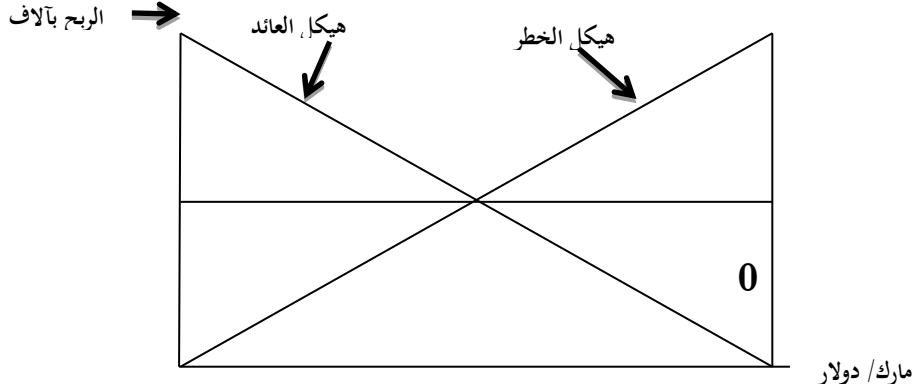 الربح بآلاف
هيكل العائد
هيكل الخطر
0
مارك/ دولار